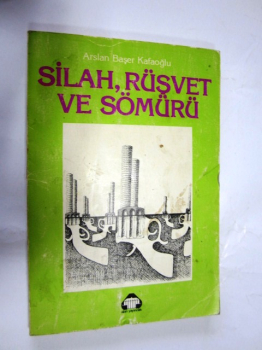 Arslan Başer Kafaoğlu
SİLAH, RÜŞVET
VE SÖMÜRÜ